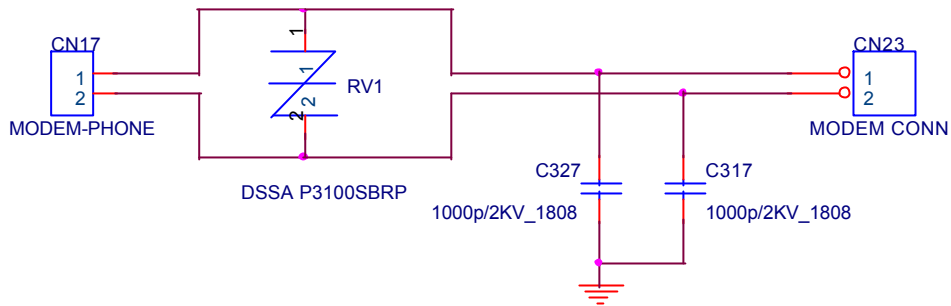 CN17
1
2
MODEM-PHONE
1
1
2
2
RV1
DSSA P3100SBRP
CN23
1
2
MODEM CONN
C327
1000p/2KV_1808
C317
1000p/2KV_1808